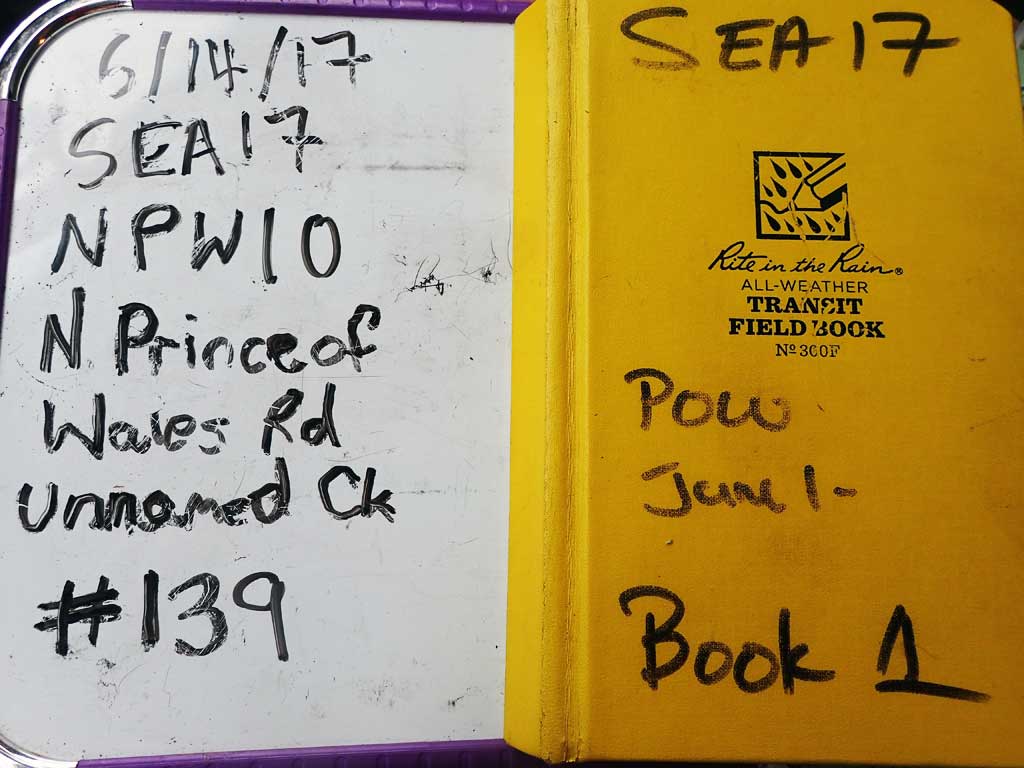 6/14/17
SEA17
NPW10
N Prince of
Wales Rd
Unnamed Ck
#139
SEA17
Rite in the Rain®
ALL-WEATHER
TRANSIT
FIELD BOOK
Nº 360F
POW
June 1-
Book 1